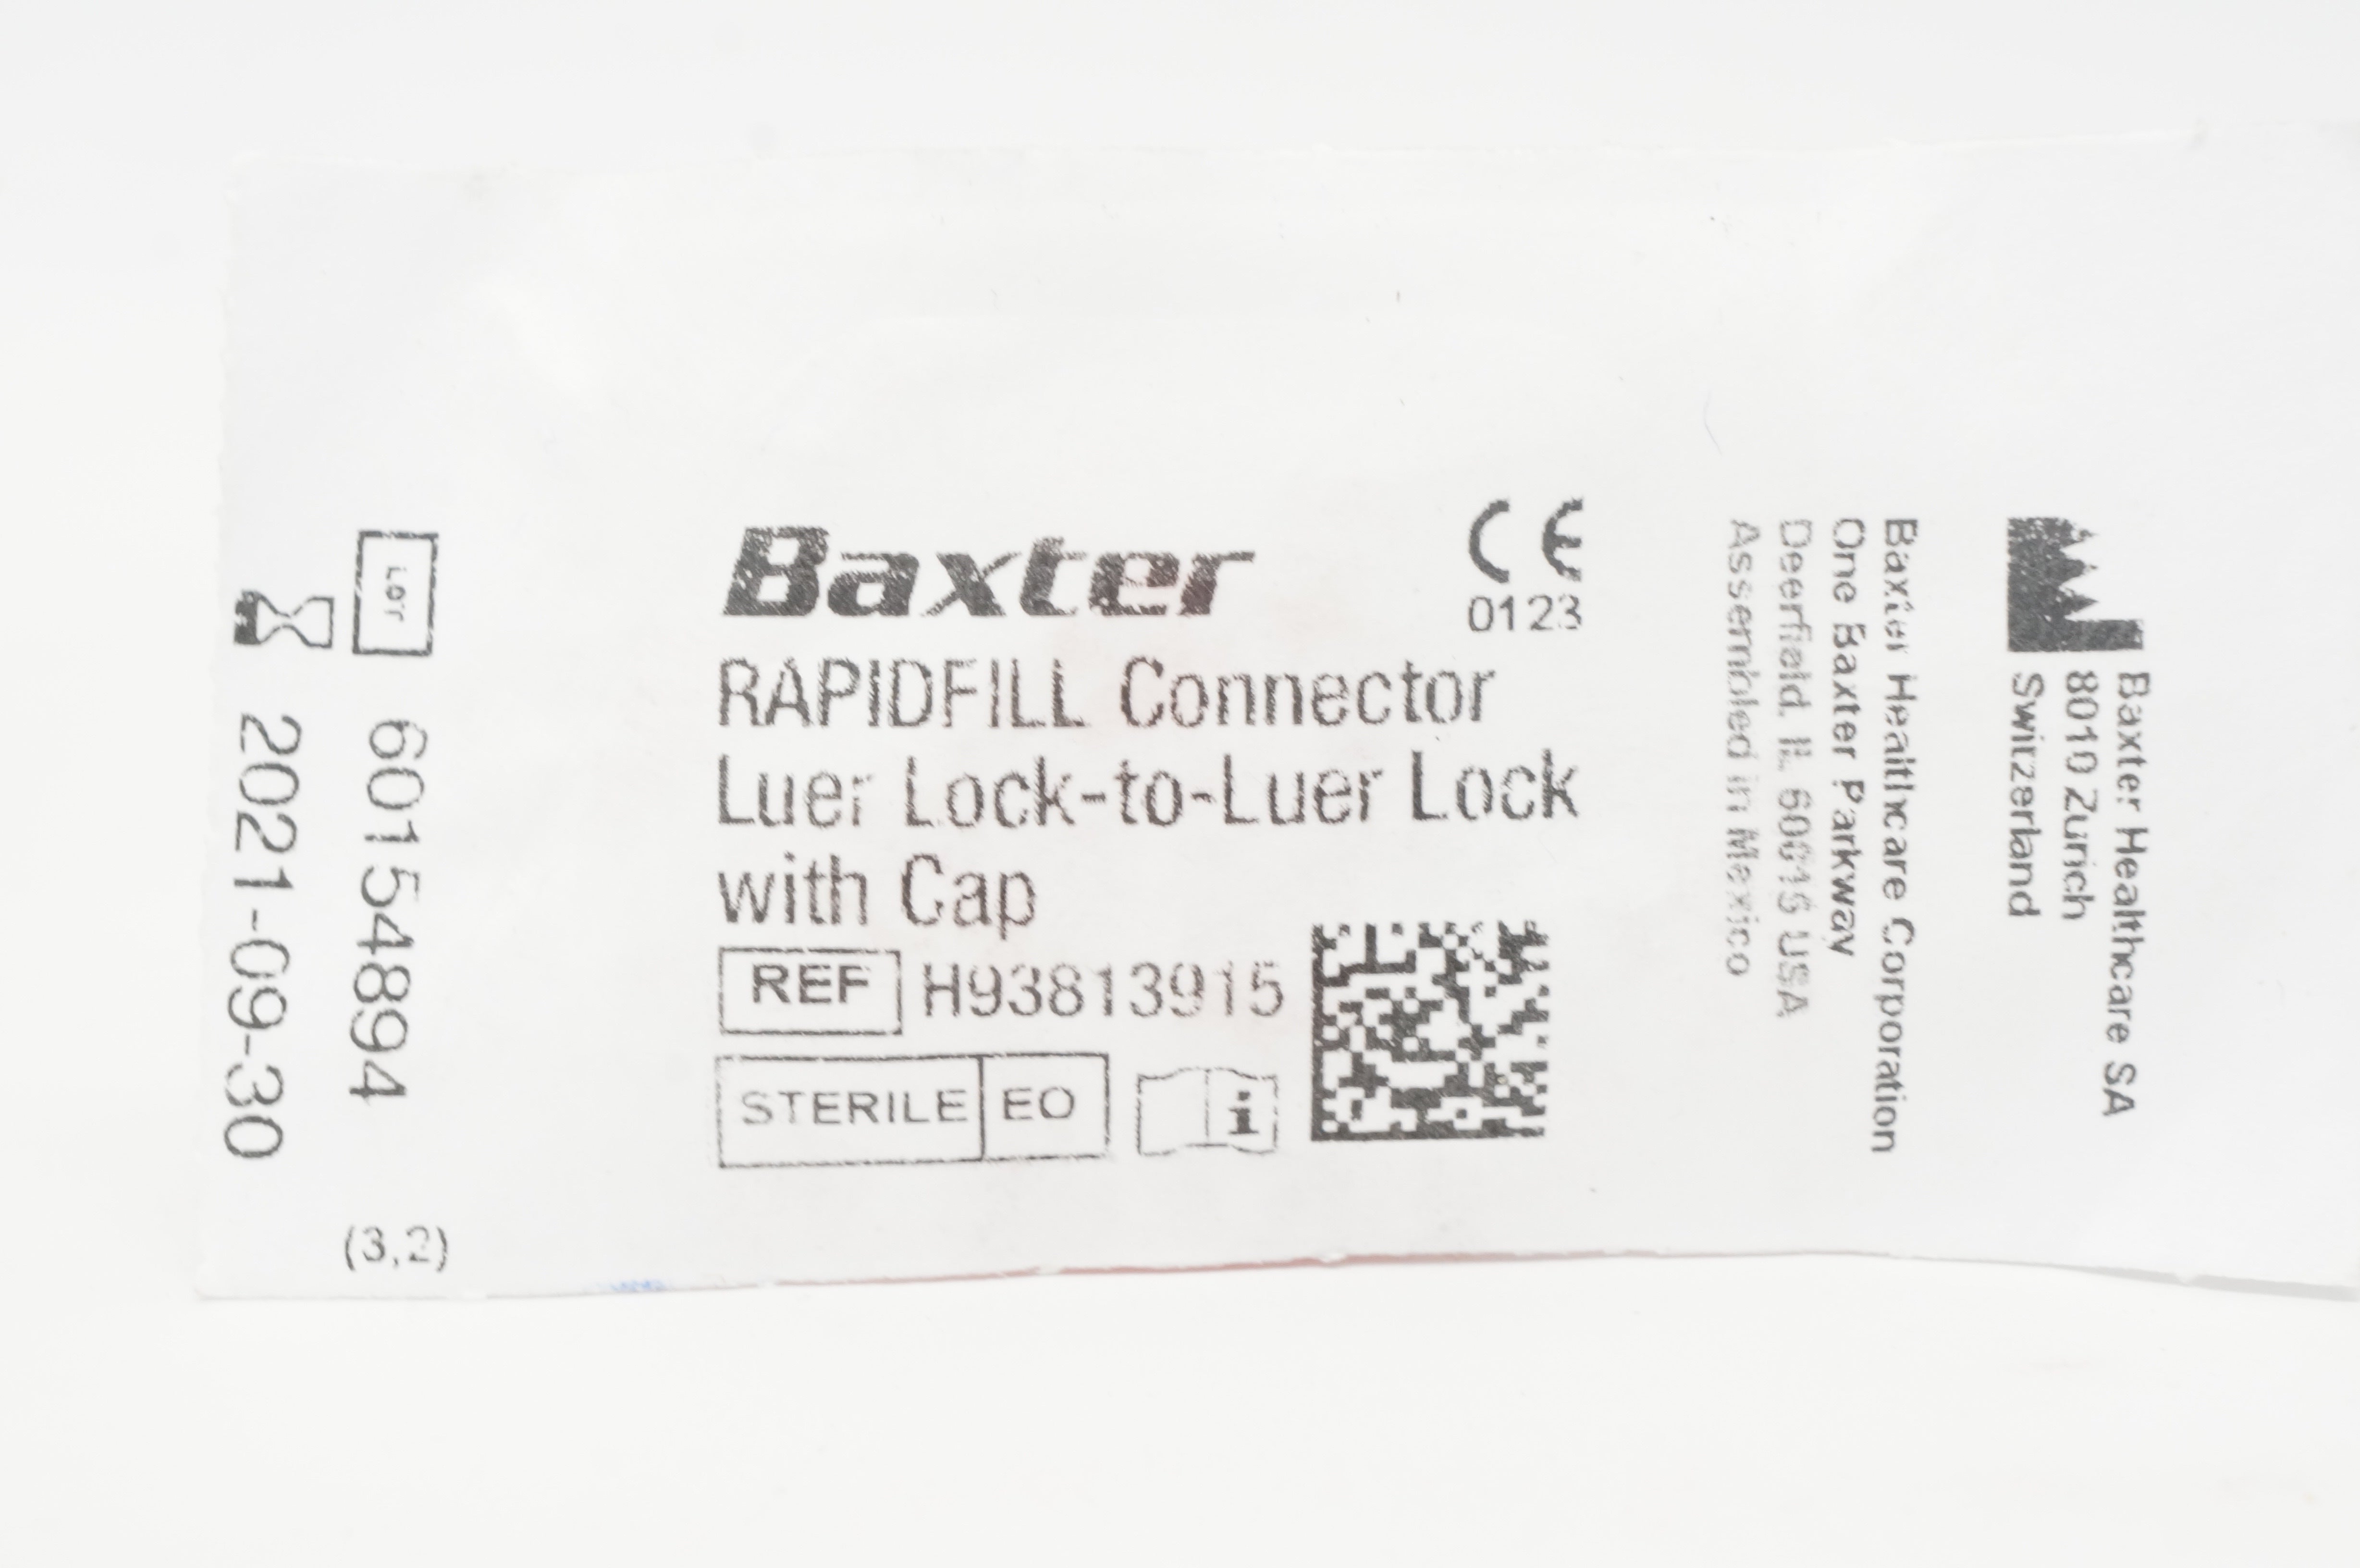 Baxter
CE
0123
RAPIDFILL Connector
Luer Lock-to-Luer Lock
with Cap
REF H93813915
STERILE EO
i
LOT 60154894
2021-09-30
(3,2)
Baxter Healthcare Corporation
One Baxter Parkway
Deerfield, IL 60015 USA
Assembled in Mexico
Baxter Healthcare SA
8010 Zurich
Switzerland